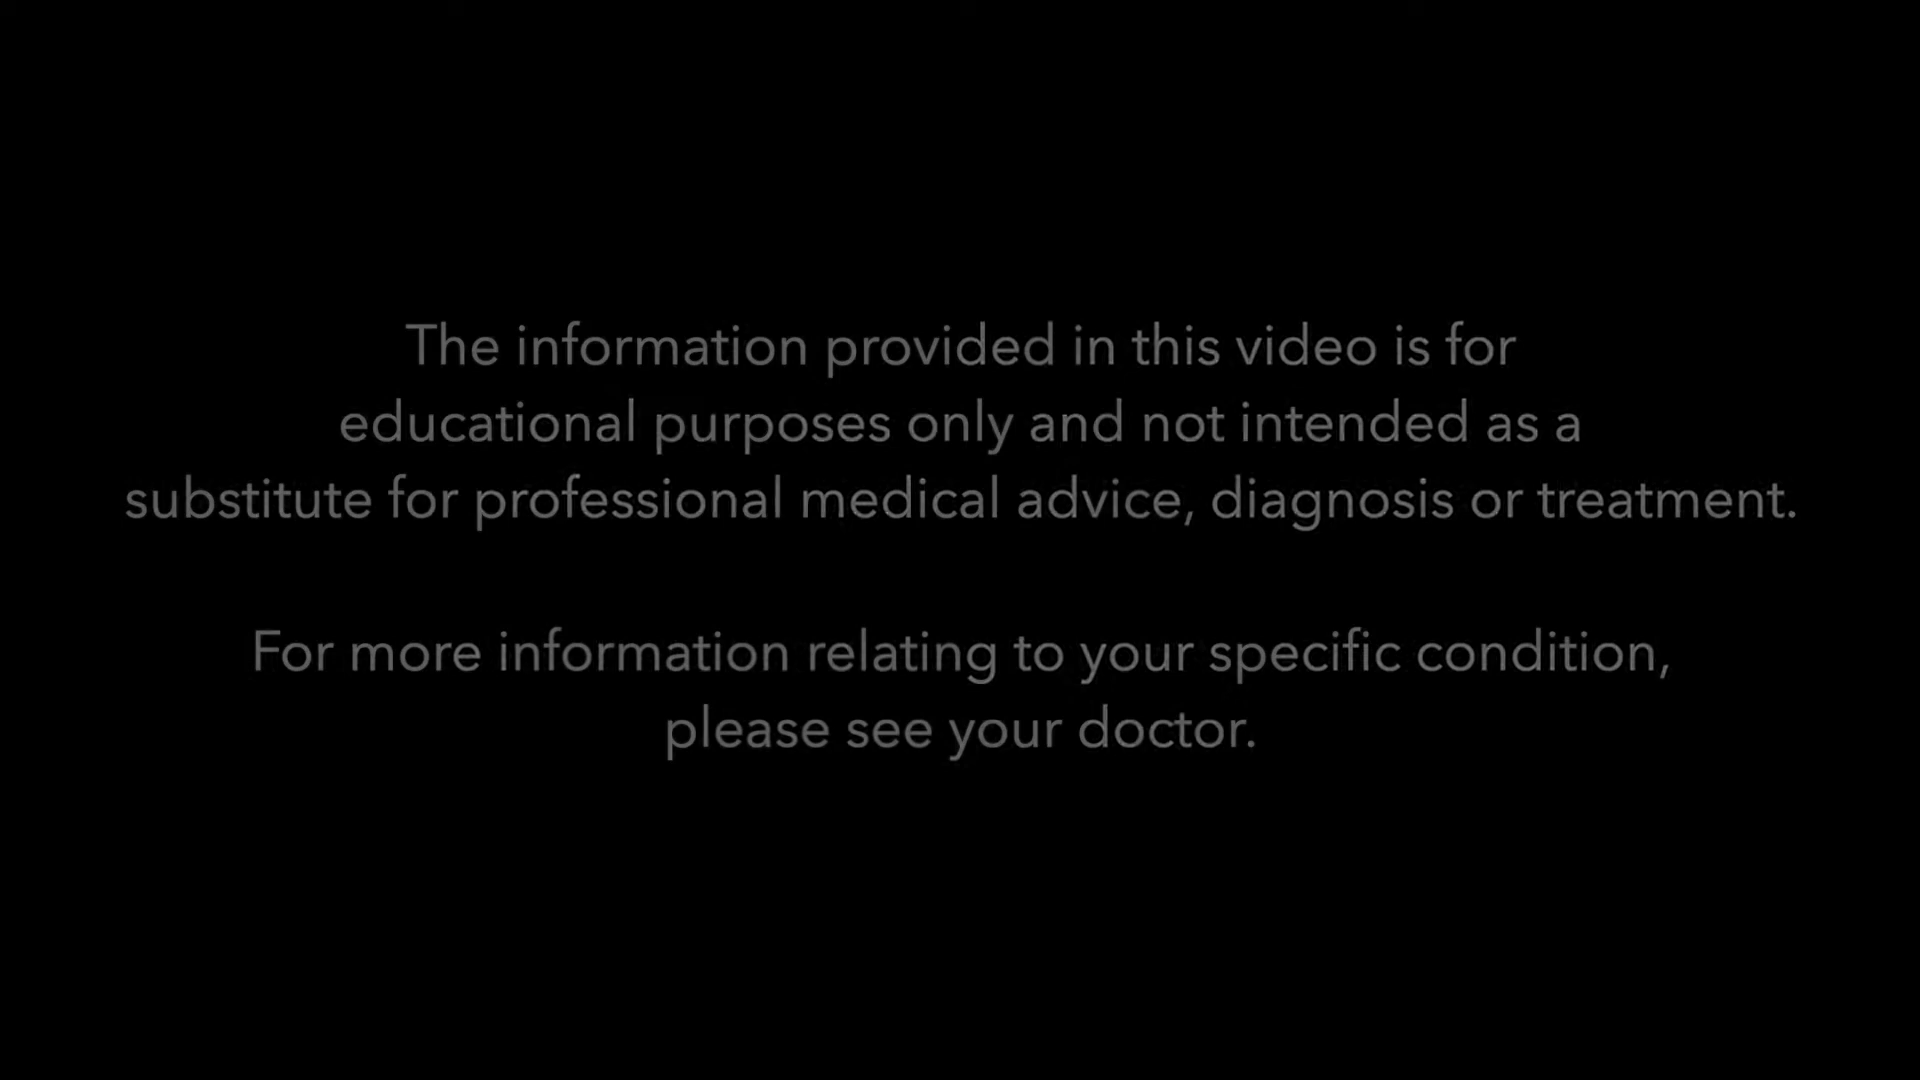 The information provided in this video is for
educational purposes only and not intended as a
substitute for professional medical advice, diagnosis or treatment.
For more information relating to your specific condition,
please see your doctor.